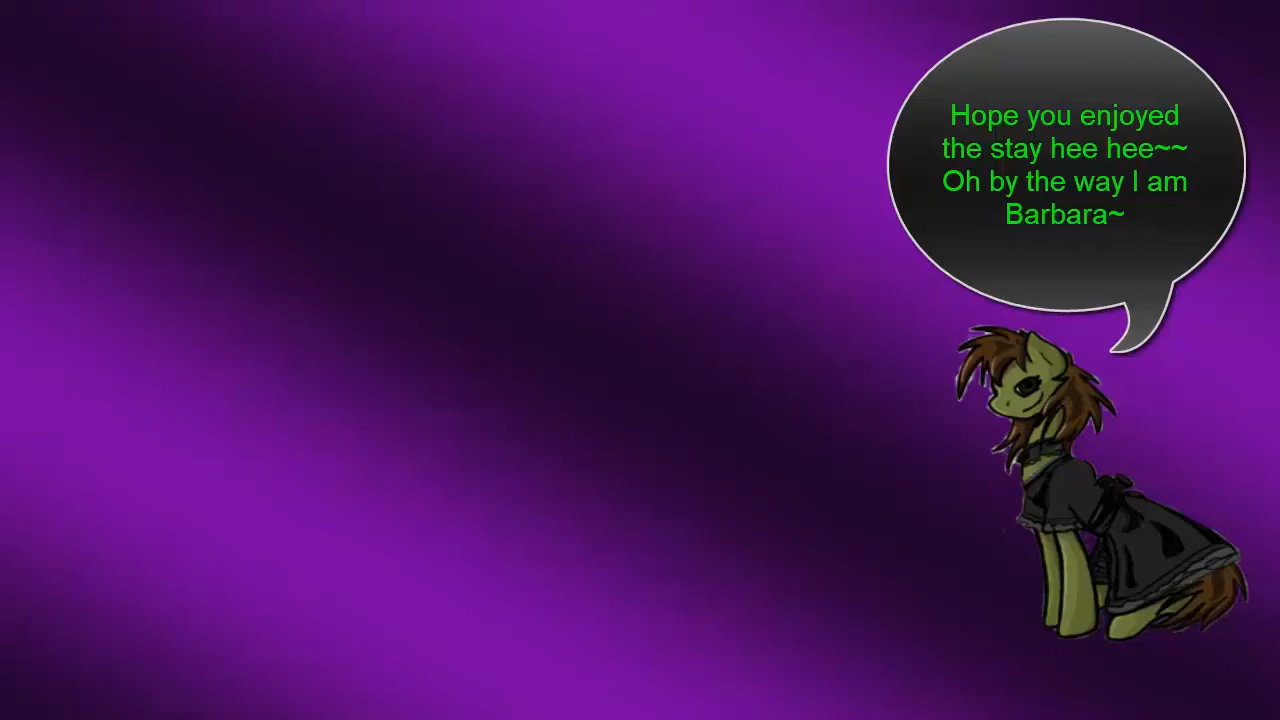 Hope you enjoyed
the stay hee hee~~
Oh by the way I am
Barbara~